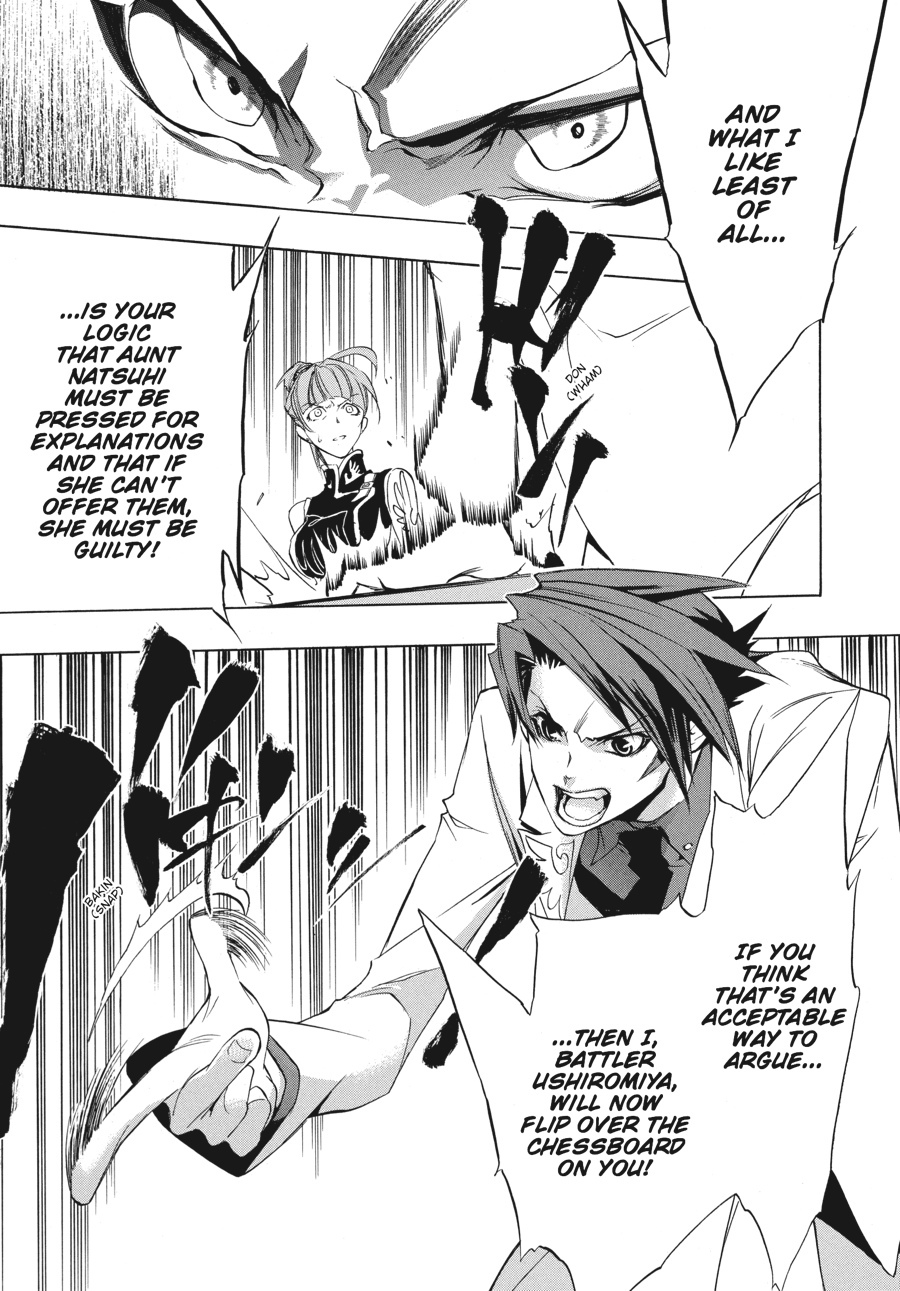 AND
WHAT I
LIKE
LEAST
OF
ALL...
...IS YOUR
LOGIC
THAT AUNT
NATSUHI
MUST BE
PRESSED FOR
EXPLANATIONS
AND THAT IF
SHE CAN'T
OFFER THEM,
SHE MUST BE
GUILTY!
DON
(WHAM)
BAKIN
(SNAP)
IF YOU
THINK
THAT'S AN
ACCEPTABLE
WAY TO
ARGUE...
...THEN I,
BATTLER
USHIROMIYA,
WILL NOW
FLIP OVER THE
CHESSBOARD
ON YOU!